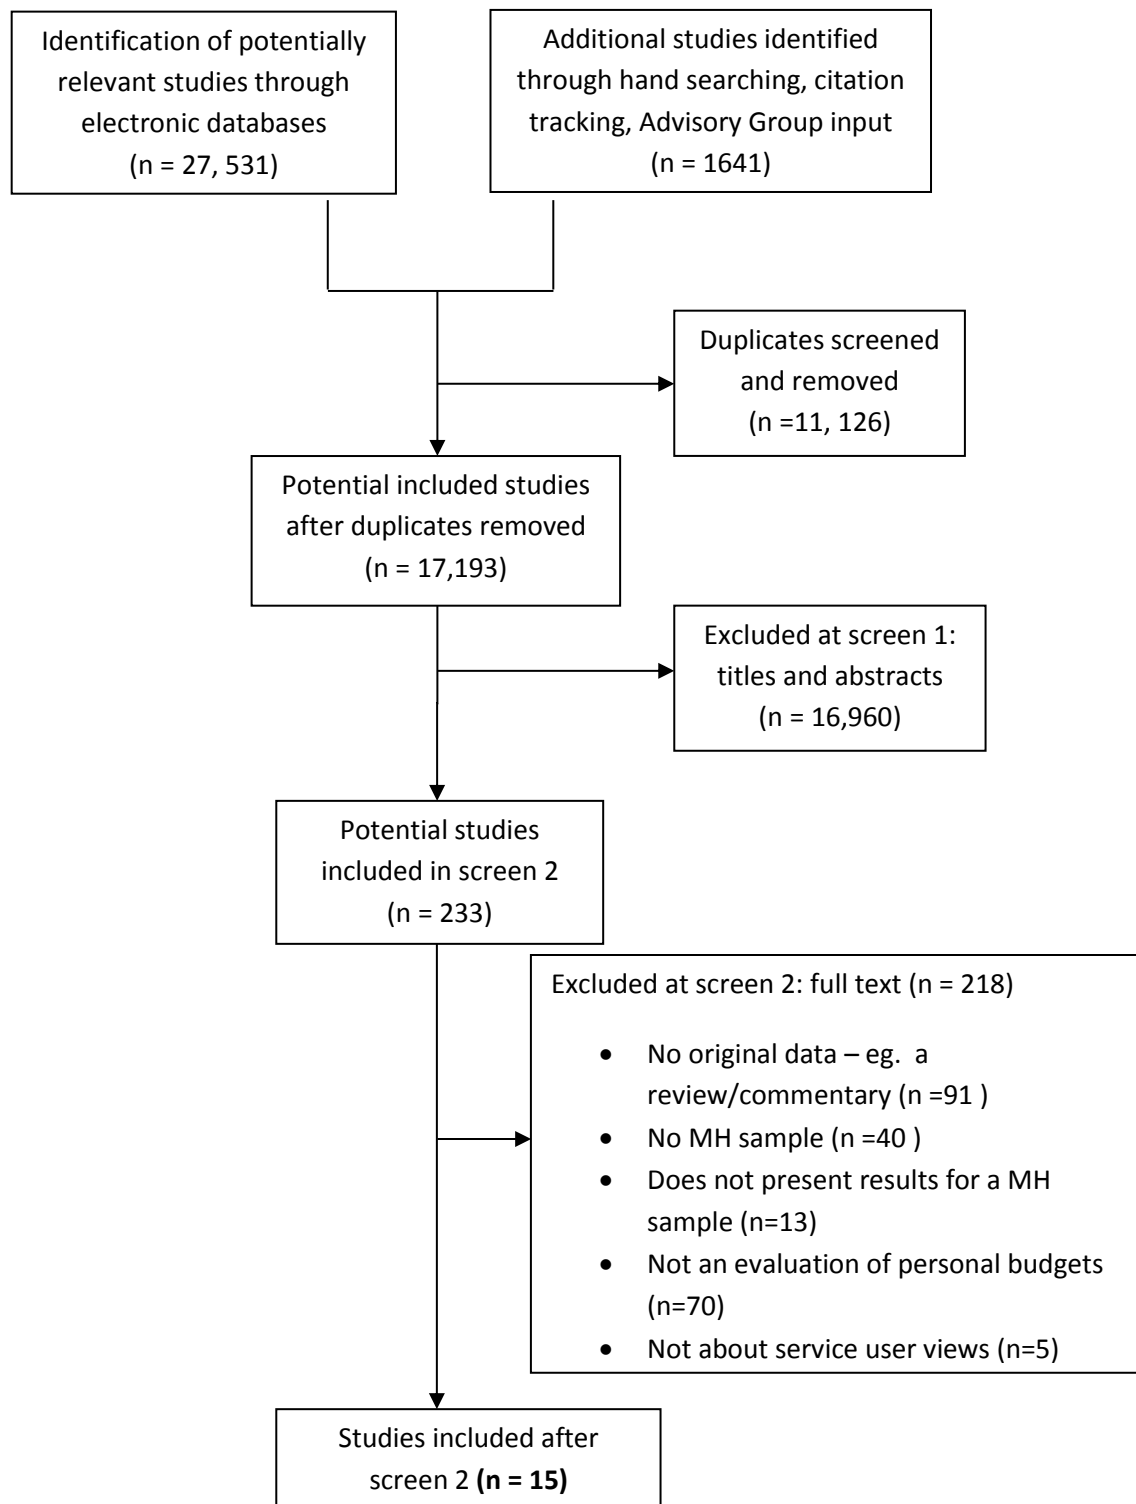 Identification of potentially
relevant studies through
electronic databases
(n = 27, 531)
Additional studies identified
through hand searching, citation
tracking, Advisory Group input
(n = 1641)
Duplicates screened
and removed
(n =11, 126)
Potential included studies
after duplicates removed
(n = 17,193)
Excluded at screen 1:
titles and abstracts
(n = 16,960)
Potential studies
included in screen 2
(n = 233)
Excluded at screen 2: full text (n = 218)
• No original data – eg.  a
review/commentary (n =91 )
• No MH sample (n =40 )
• Does not present results for a MH
sample (n=13)
• Not an evaluation of personal budgets
(n=70)
• Not about service user views (n=5)
Studies included after
screen 2 (n = 15)